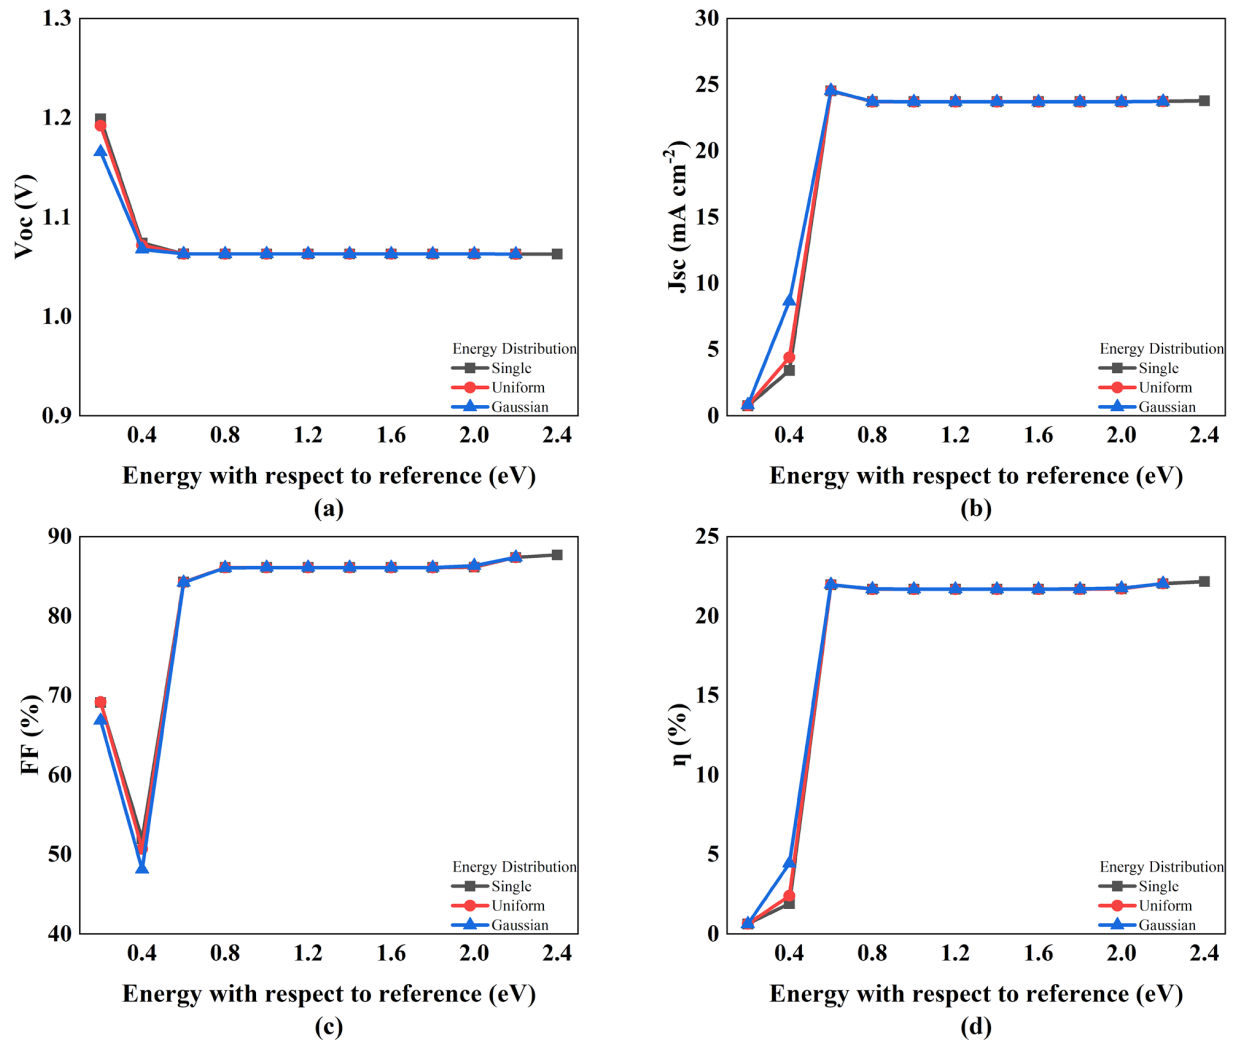 1.3
1.2
1.1
1.0
0.9
Voc (V)
0.4 0.8 1.2 1.6 2.0 2.4
Energy with respect to reference (eV)
(a)
Energy Distribution
Single
Uniform
Gaussian
30
25
20
15
10
5
0
Jsc (mA cm-2)
0.4 0.8 1.2 1.6 2.0 2.4
Energy with respect to reference (eV)
(b)
Energy Distribution
Single
Uniform
Gaussian
90
80
70
60
50
40
FF (%)
0.4 0.8 1.2 1.6 2.0 2.4
Energy with respect to reference (eV)
(c)
Energy Distribution
Single
Uniform
Gaussian
25
20
15
10
5
0
η (%)
0.4 0.8 1.2 1.6 2.0 2.4
Energy with respect to reference (eV)
(d)
Energy Distribution
Single
Uniform
Gaussian